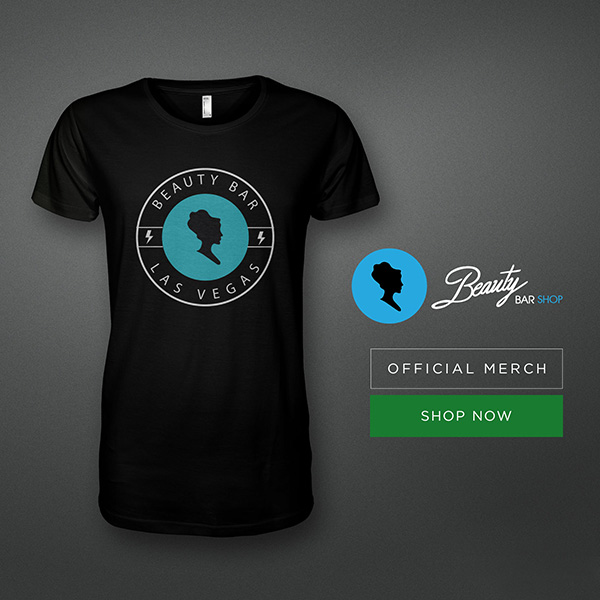 BEAUTY BAR
LAS VEGAS
Beauty
BAR SHOP
OFFICIAL MERCH
SHOP NOW